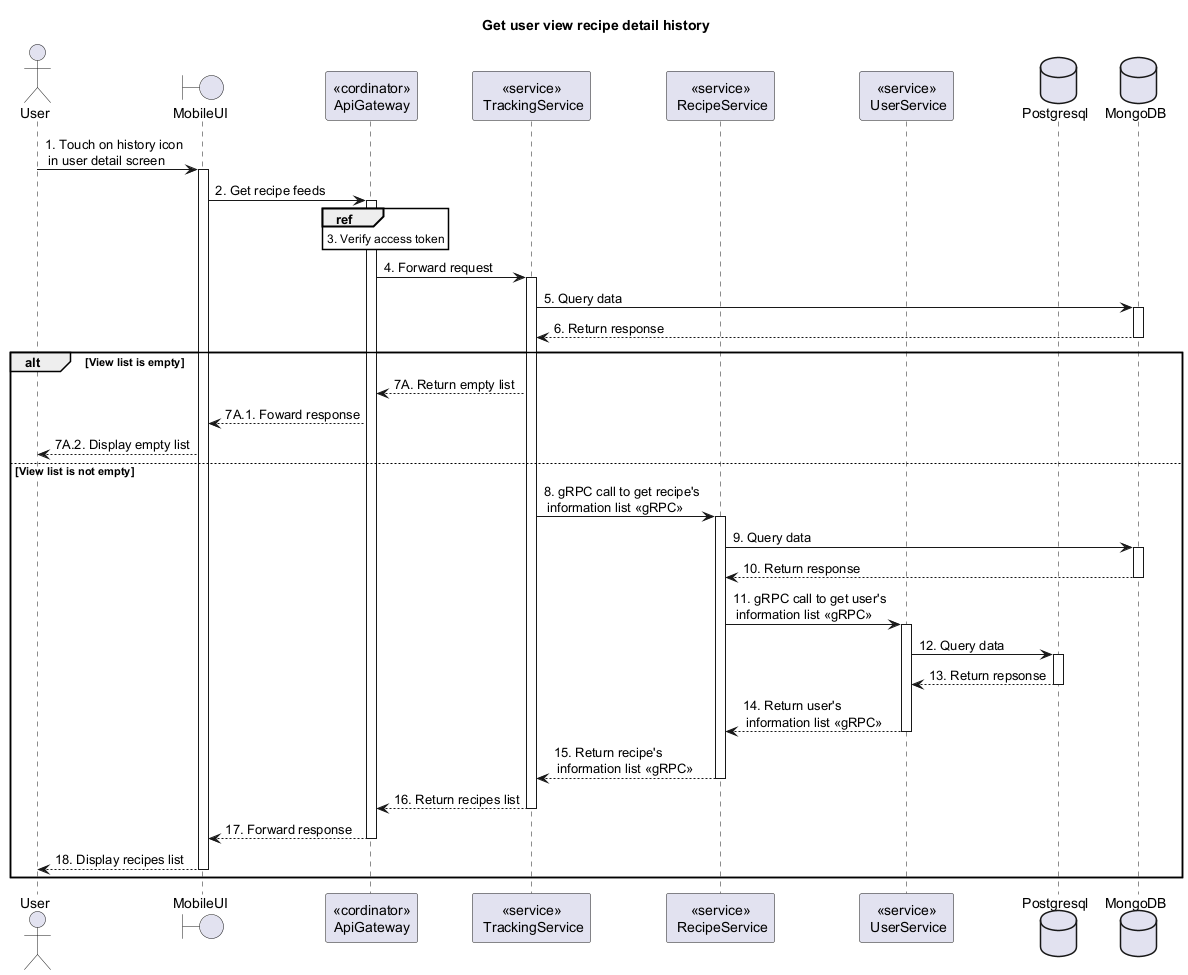 Get user view recipe detail history
User
MobileUI
«cordinator»
ApiGateway
«service»
TrackingService
«service»
RecipeService
«service»
UserService
Postgresql
MongoDB
1. Touch on history icon
in user detail screen
2. Get recipe feeds
ref
3. Verify access token
4. Forward request
5. Query data
6. Return response
alt
[View list is empty]
7A. Return empty list
7A.1. Foward response
7A.2. Display empty list
[View list is not empty]
8. gRPC call to get recipe's
information list «gRPC»
9. Query data
10. Return response
11. gRPC call to get user's
information list «gRPC»
12. Query data
13. Return repsonse
14. Return user's
information list «gRPC»
15. Return recipe's
information list «gRPC»
16. Return recipes list
17. Forward response
18. Display recipes list
User
MobileUI
«cordinator»
ApiGateway
«service»
TrackingService
«service»
RecipeService
«service»
UserService
Postgresql
MongoDB